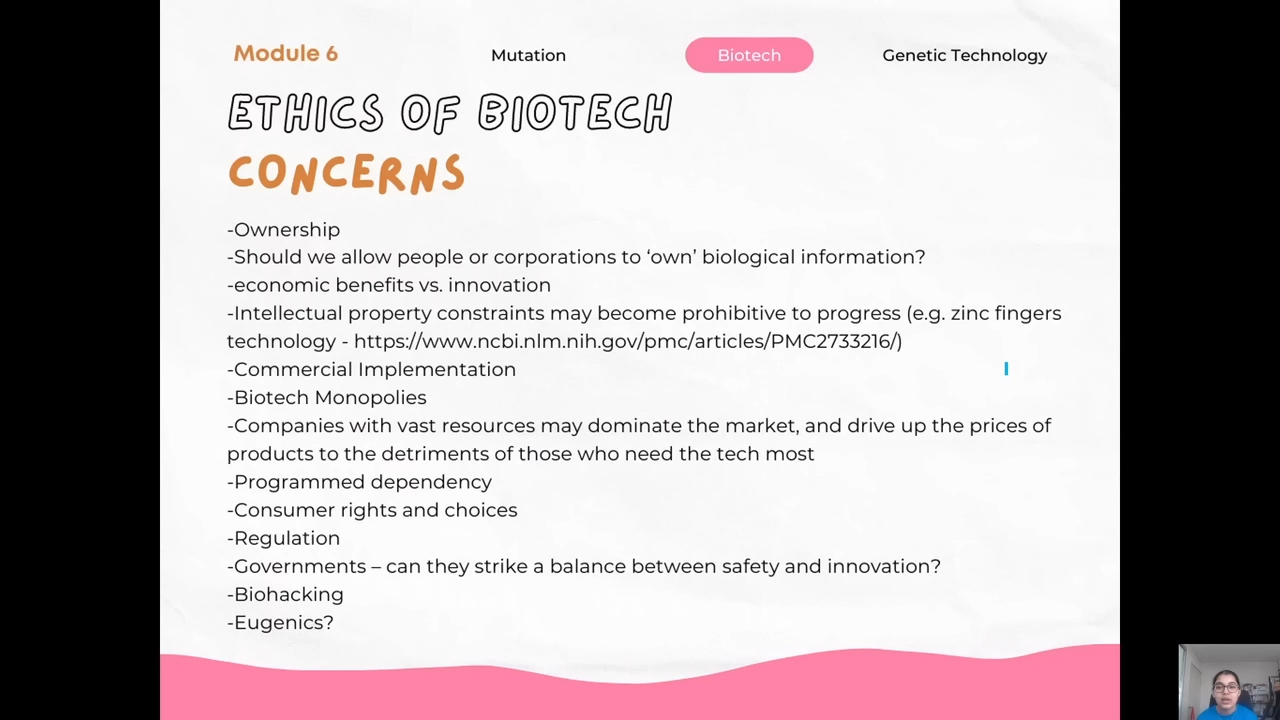 Module 6 Mutation Biotech Genetic Technology
ETHICS OF BIOTECH
CONCERNS
-Ownership
-Should we allow people or corporations to ‘own’ biological information?
-economic benefits vs. innovation
-Intellectual property constraints may become prohibitive to progress (e.g. zinc fingers
technology - https://www.ncbi.nlm.nih.gov/pmc/articles/PMC2733216/)
-Commercial Implementation
-Biotech Monopolies
-Companies with vast resources may dominate the market, and drive up the prices of
products to the detriments of those who need the tech most
-Programmed dependency
-Consumer rights and choices
-Regulation
-Governments – can they strike a balance between safety and innovation?
-Biohacking
-Eugenics?